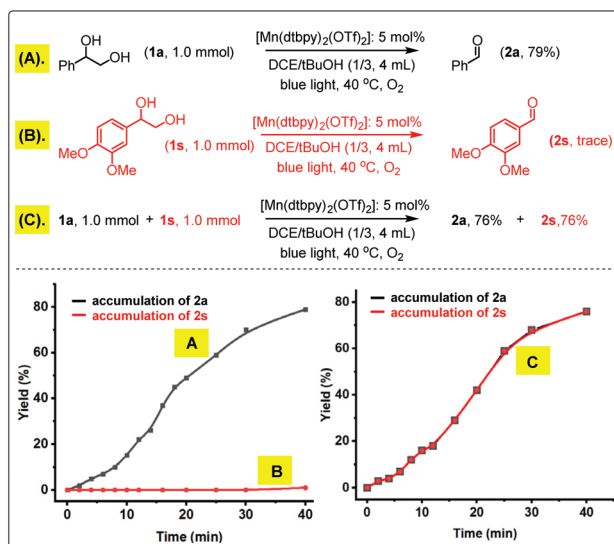 (A).
OH
OH
Ph
(1a, 1.0 mmol)
[Mn(dtbpy)2(OTf)2]: 5 mol%
DCE/tBuOH (1/3, 4 mL)
blue light, 40 °C, O2
O
Ph
(2a, 79%)
(B).
OH
OH
MeO
OMe
(1s, 1.0 mmol)
[Mn(dtbpy)2(OTf)2]: 5 mol%
DCE/tBuOH (1/3, 4 mL)
blue light, 40 °C, O2
O
MeO
OMe
(2s, trace)
(C).
1a, 1.0 mmol + 1s, 1.0 mmol
[Mn(dtbpy)2(OTf)2]: 5 mol%
DCE/tBuOH (1/3, 4 mL)
blue light, 40 °C, O2
2a, 76% + 2s,76%
accumulation of 2a
accumulation of 2s
A
B
Yield (%)
80
60
40
20
0
0 10 20 30 40
Time (min)
accumulation of 2a
accumulation of 2s
C
Yield (%)
80
60
40
20
0
0 10 20 30 40
Time (min)